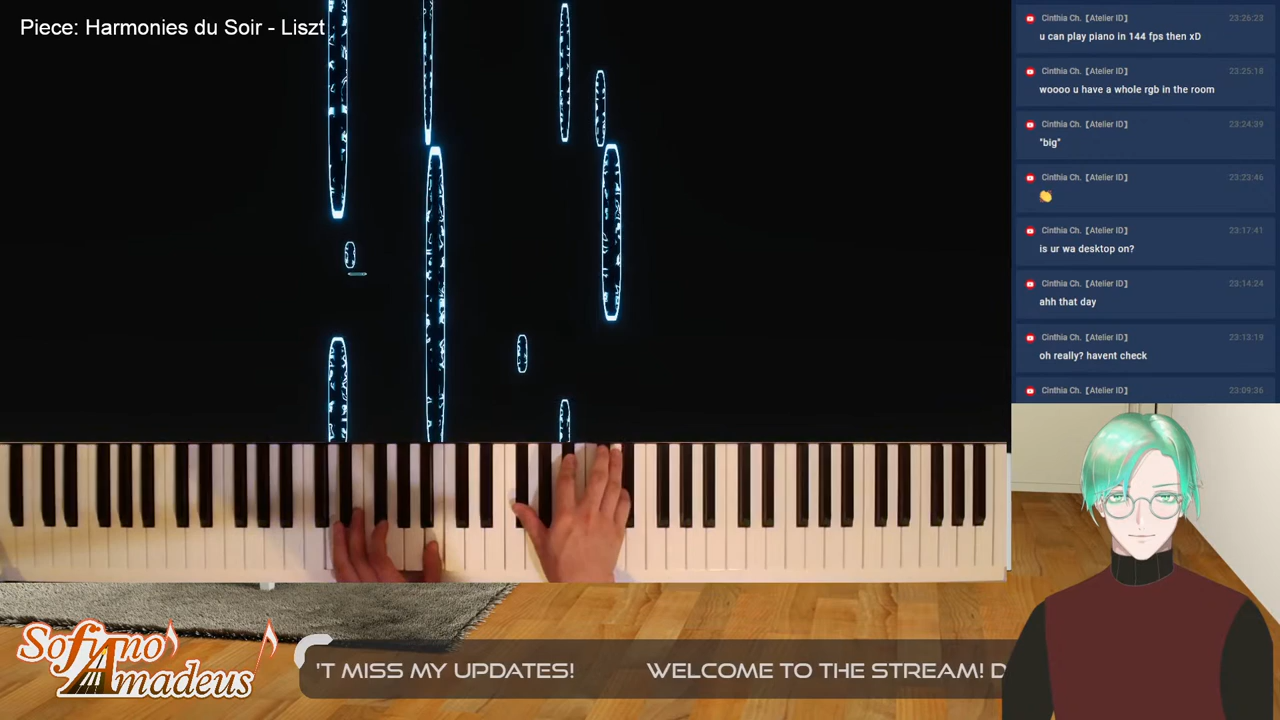 Piece: Harmonies du Soir - Liszt
Cinthia Ch.【Atelier ID】 23:26:23
u can play piano in 144 fps then xD
Cinthia Ch.【Atelier ID】 23:25:18
woooo u have a whole rgb in the room
Cinthia Ch.【Atelier ID】 23:24:39
"big"
Cinthia Ch.【Atelier ID】 23:23:46
👏
Cinthia Ch.【Atelier ID】 23:17:41
is ur wa desktop on?
Cinthia Ch.【Atelier ID】 23:14:24
ahh that day
Cinthia Ch.【Atelier ID】 23:13:19
oh really? havent check
Cinthia Ch.【Atelier ID】 23:09:36
Sofiano
Amadeus
'T MISS MY UPDATES! WELCOME TO THE STREAM! D